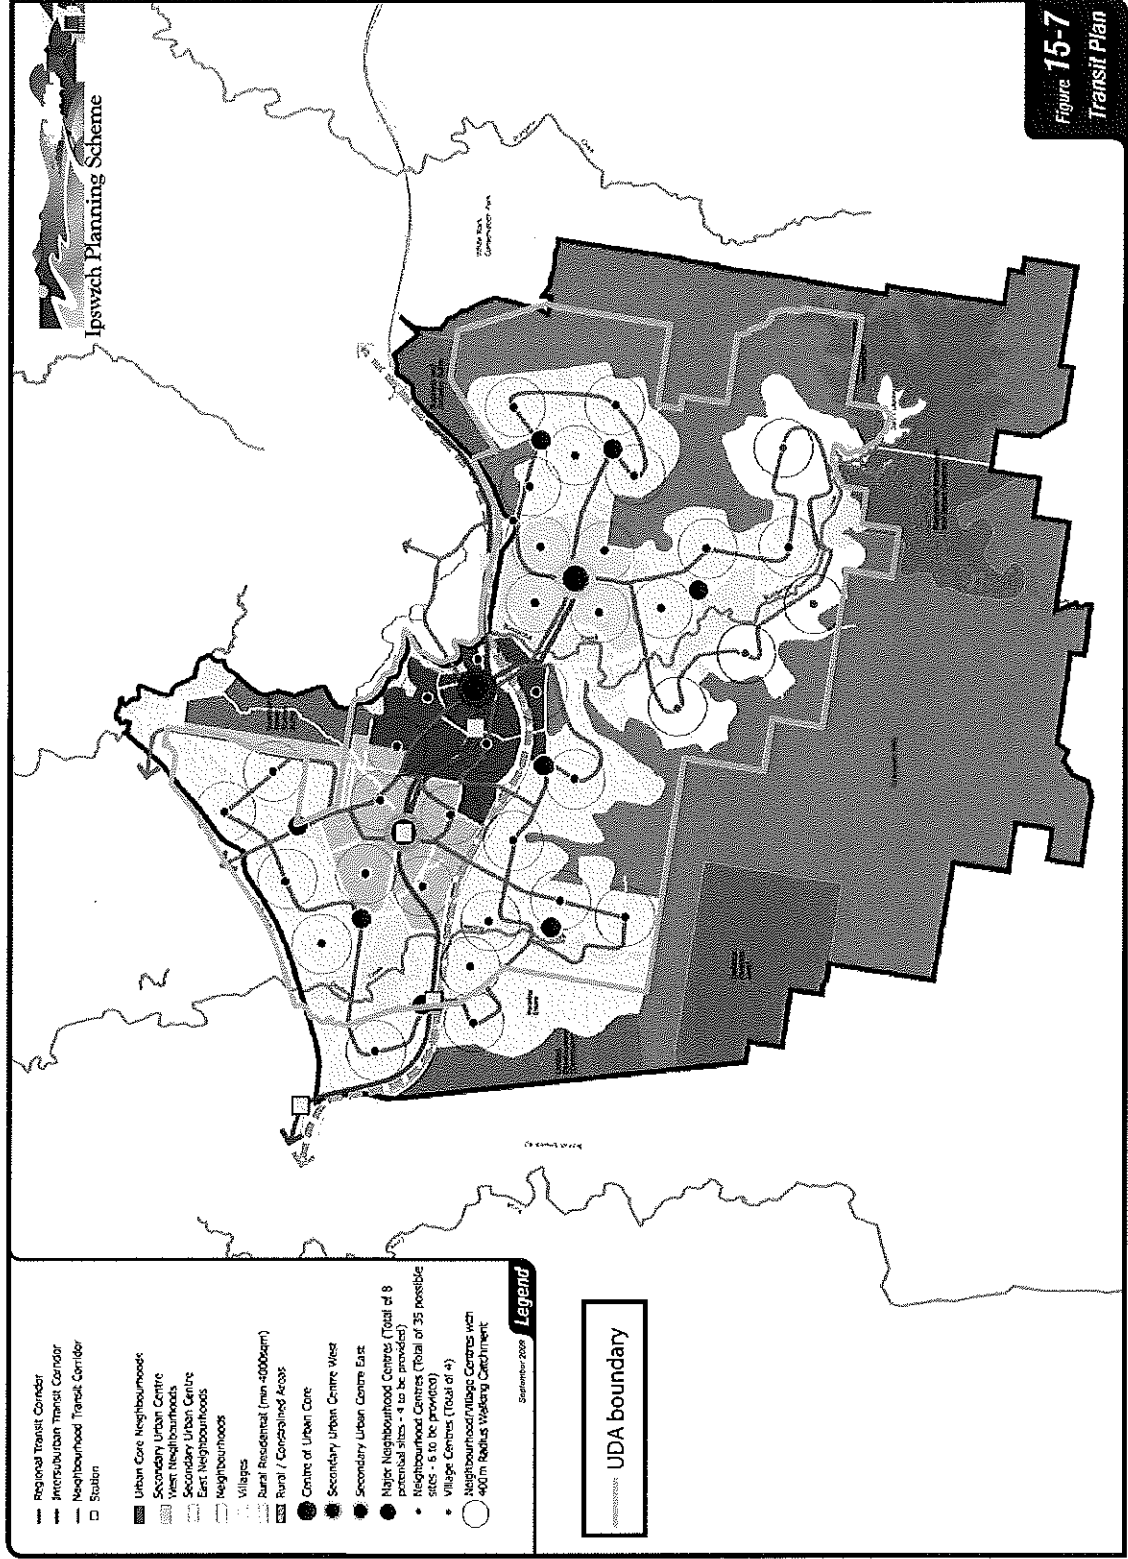 Ipswich Planning Scheme
Figure 15-7
Transit Plan
Regional Transit Corridor
Intersuburban Transit Corridor
Neighbourhood Transit Corridor
Station
Urban Core Neighbourhoods
Secondary Urban Centre
West Neighbourhoods
Secondary Urban Centre
East Neighbourhoods
Neighbourhoods
Villages
Rural Residential (min 4000sqm)
Rural / Constrained Areas
Centre of Urban Core
Secondary Urban Centre West
Secondary Urban Centre East
Major Neighbourhood Centres (Total of 8
potential sites - 4 to be provided)
Neighbourhood Centres (Total of 35 possible
sites - 6 to be provided)
Village Centres (Total of 4)
Neighbourhood/Village Centres with
400m Radius Walking Catchment
September 2009
Legend
UDA boundary